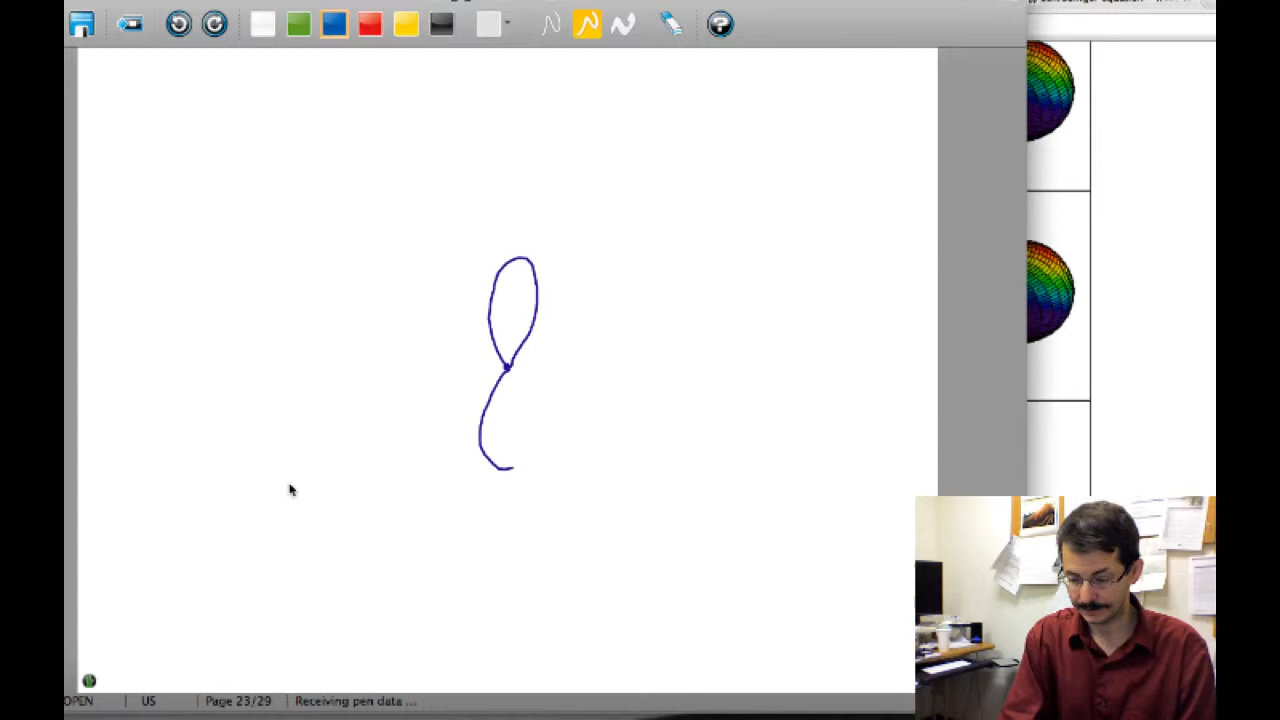 OPEN US Page 23/29 Receiving pen data ...